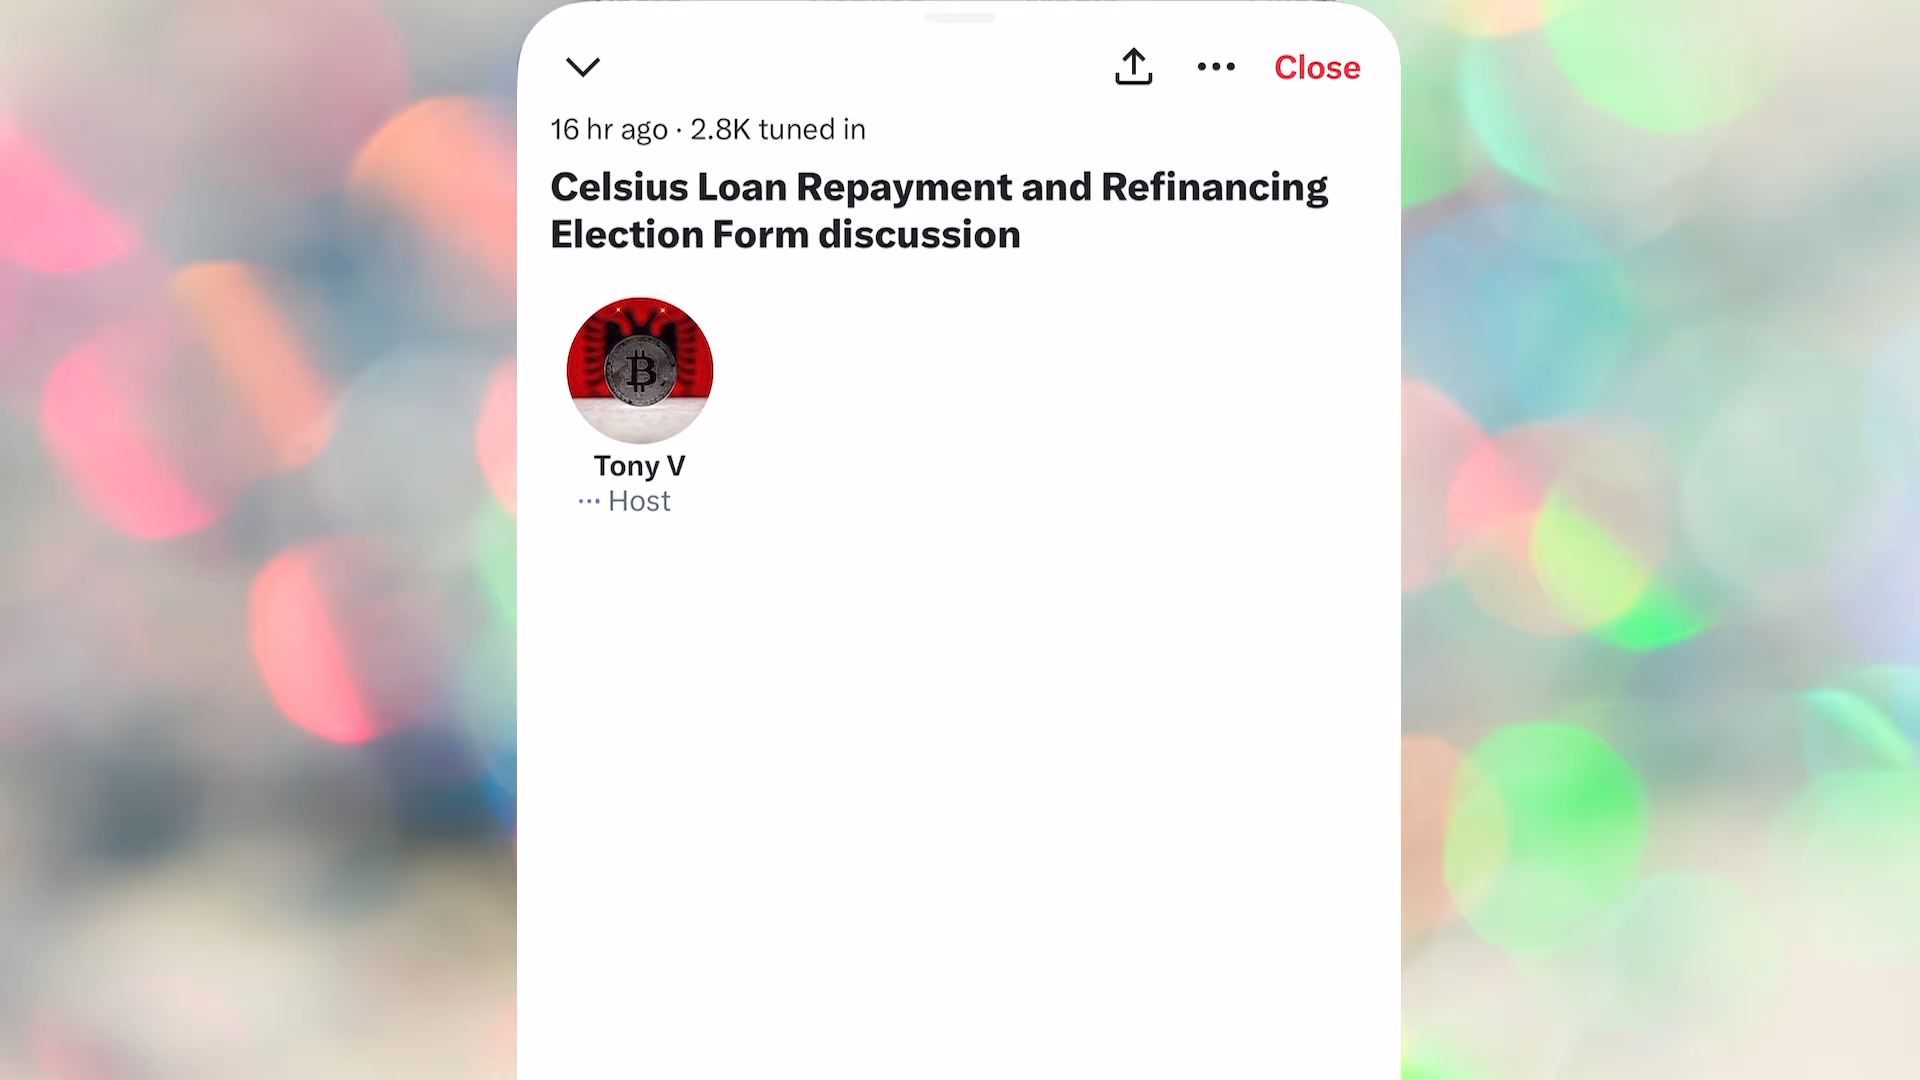 Close
16 hr ago · 2.8K tuned in
Celsius Loan Repayment and Refinancing
Election Form discussion
B
Tony V
Host